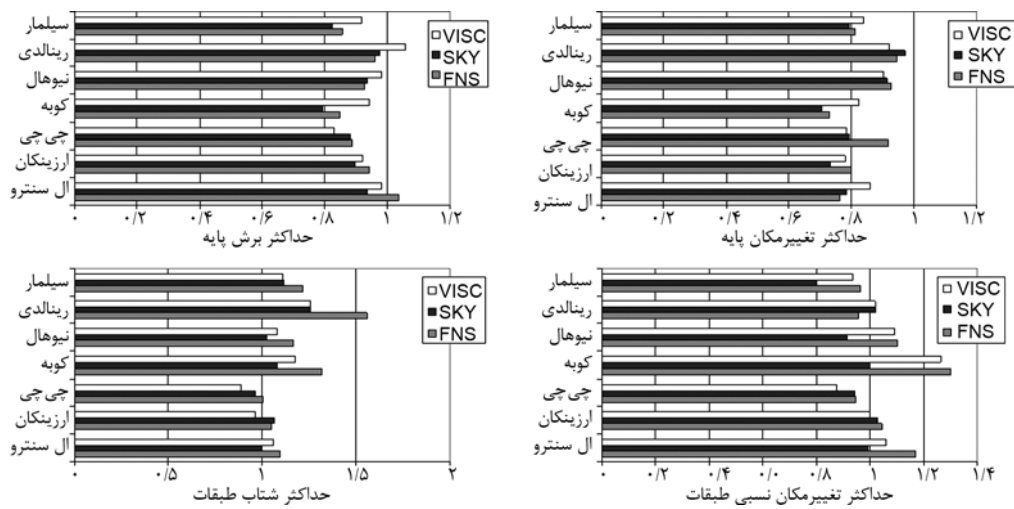 سیلمار
رینالدی
نیوهال
کوبه
چی‌چی
ارزینکان
ال سنترو
VISC
SKY
FNS
۰ ۰/۲ ۰/۴ ۰/۶ ۰/۸ ۱ ۱/۲
حداکثر تغییرمکان پایه
سیلمار
رینالدی
نیوهال
کوبه
چی‌چی
ارزینکان
ال سنترو
VISC
SKY
FNS
۰ ۰/۲ ۰/۴ ۰/۶ ۰/۸ ۱ ۱/۲
حداکثر برش پایه
سیلمار
رینالدی
نیوهال
کوبه
چی‌چی
ارزینکان
ال سنترو
VISC
SKY
FNS
۰ ۰/۲ ۰/۴ ۰/۰ ۰/۸ ۱ ۱/۲ ۱/۴
حداکثر تغییرمکان نسبی طبقات
سیلمار
رینالدی
نیوهال
کوبه
چی‌چی
ارزینکان
ال سنترو
VISC
SKY
FNS
۰ ۰/۵ ۱ ۱/۵ ۲
حداکثر شتاب طبقات